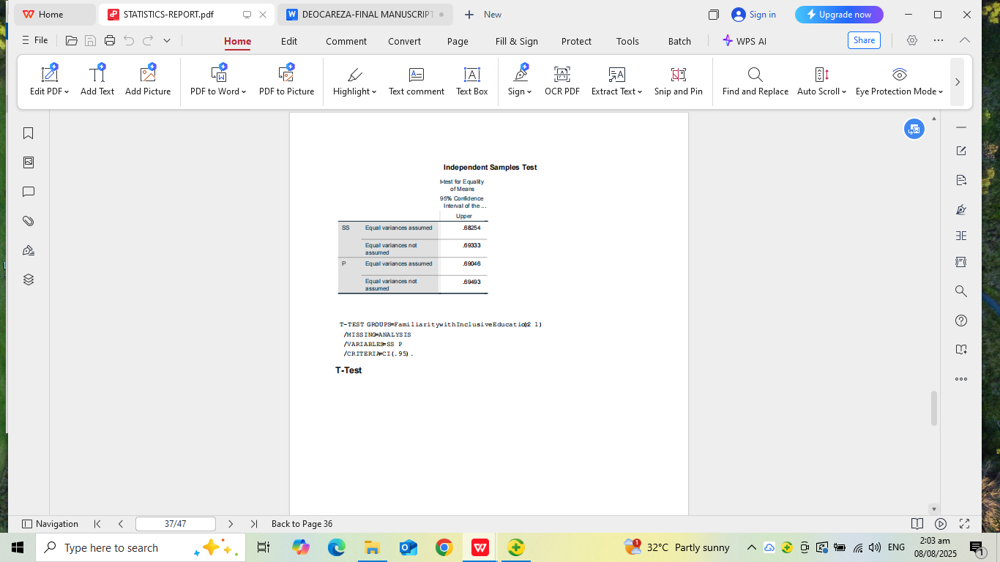 Home
STATISTICS-REPORT.pdf
DEOCAREZA-FINAL MANUSCRIPT
New
Sign in
Upgrade now
File
Home
Edit
Comment
Convert
Page
Fill & Sign
Protect
Tools
Batch
WPS AI
Share
Edit PDF
Add Text
Add Picture
PDF to Word
PDF to Picture
Highlight
Text comment
Text Box
Sign
OCR PDF
Extract Text
Snip and Pin
Find and Replace
Auto Scroll
Eye Protection Mode
Independent Samples Test
t-test for Equality
of Means
95% Confidence
Interval of the ...
Upper
SS Equal variances assumed .68254
Equal variances not
assumed .69333
P Equal variances assumed .69046
Equal variances not
assumed .69493
T-TEST GROUPS=FamiliaritywithInclusiveEducation(2 1)
/MISSING=ANALYSIS
/VARIABLES=SS P
/CRITERIA=CI(.95).
T-Test
Navigation
37/47
Back to Page 36
Type here to search
1
32°C Partly sunny
ENG
2:03 am
08/08/2025
1